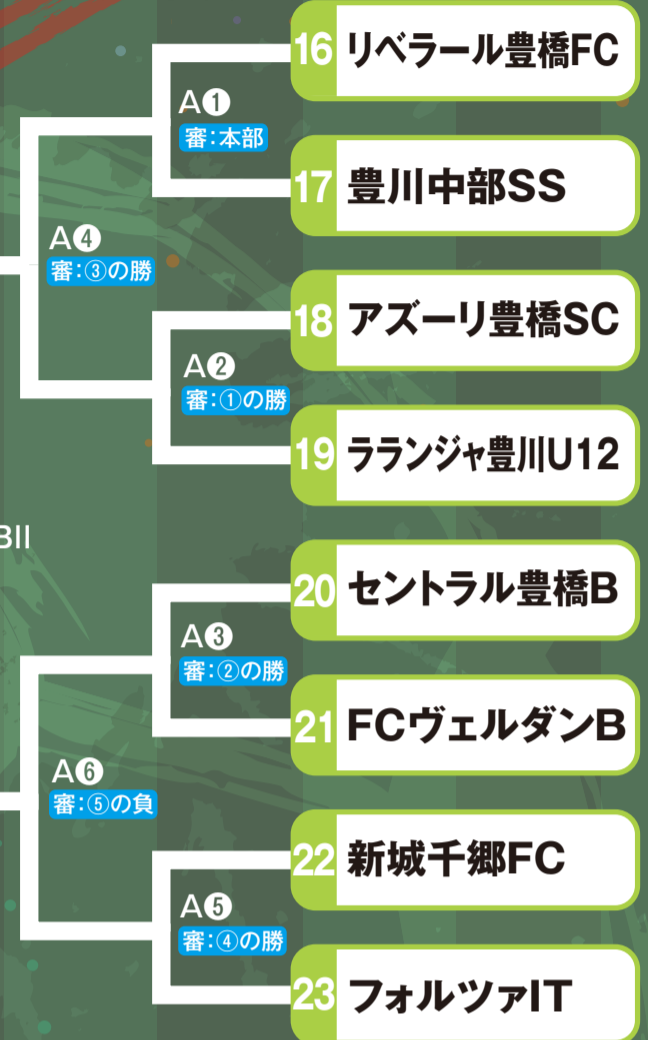 16 リベラール豊橋FC
A❶
審:本部
17 豊川中部SS
A❹
審:③の勝
18 アズーリ豊橋SC
A❷
審:①の勝
19 ラランジャ豊川U12
BII
20 セントラル豊橋B
A❸
審:②の勝
21 FCヴェルダンB
A❻
審:⑤の負
22 新城千郷FC
A❺
審:④の勝
23 フォルツァIT